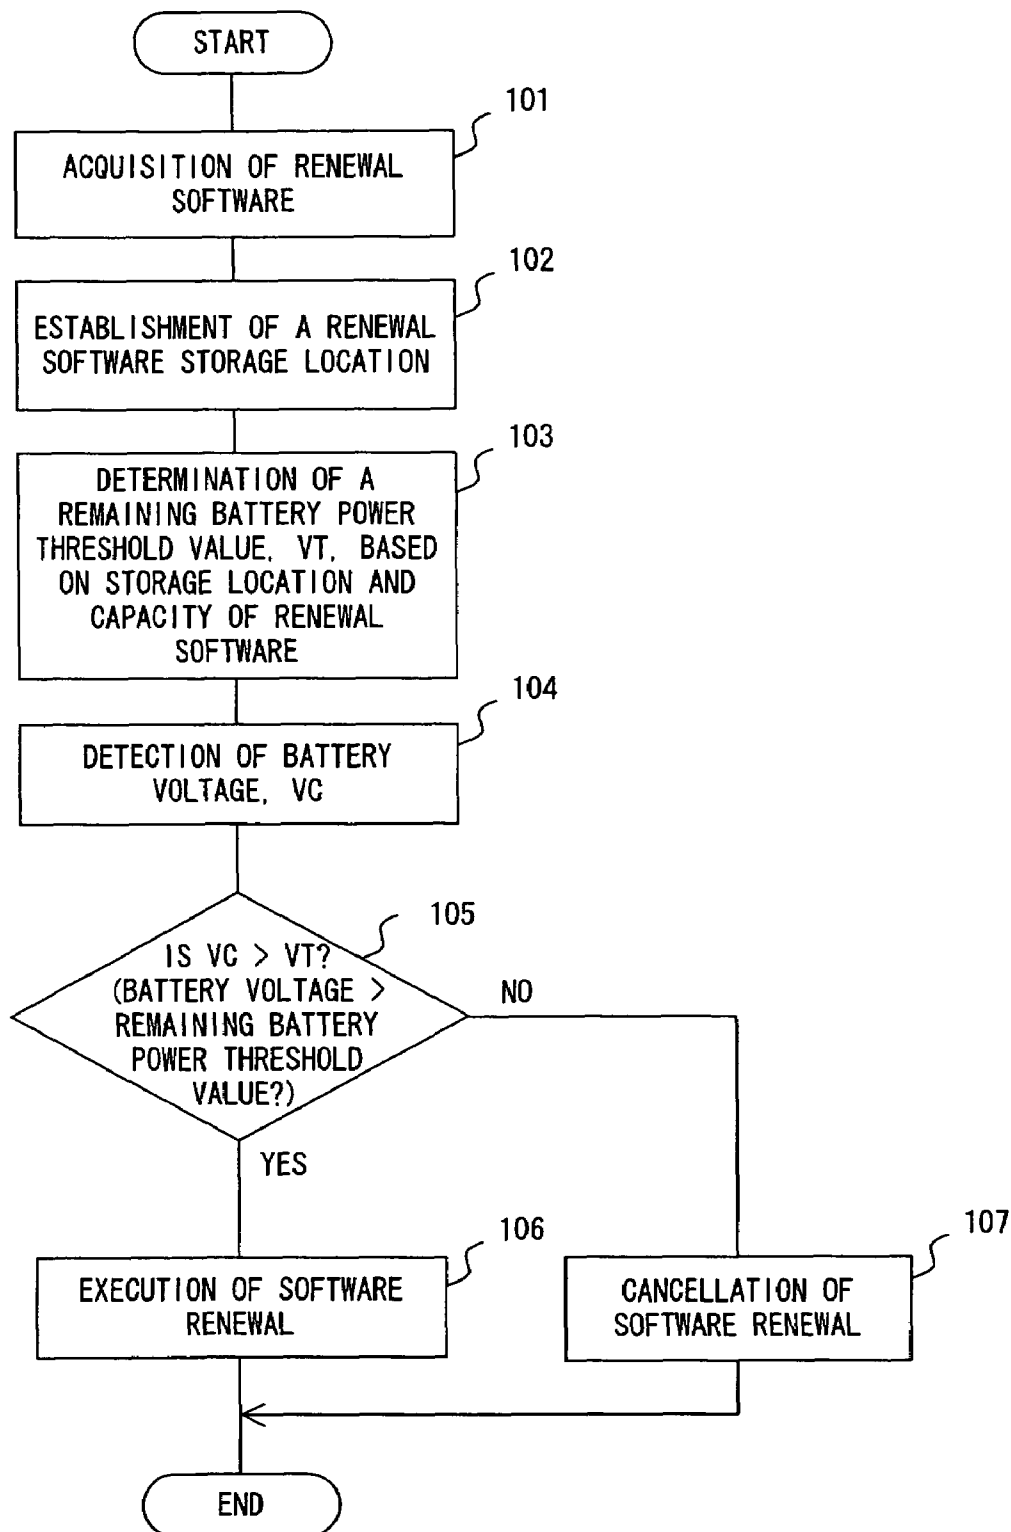 START
101
ACQUISITION OF RENEWAL
SOFTWARE
102
ESTABLISHMENT OF A RENEWAL
SOFTWARE STORAGE LOCATION
103
DETERMINATION OF A
REMAINING BATTERY POWER
THRESHOLD VALUE, VT, BASED
ON STORAGE LOCATION AND
CAPACITY OF RENEWAL
SOFTWARE
104
DETECTION OF BATTERY
VOLTAGE, VC
105
IS VC > VT?
(BATTERY VOLTAGE >
REMAINING BATTERY
POWER THRESHOLD
VALUE?)
NO
YES
106
EXECUTION OF SOFTWARE
RENEWAL
107
CANCELLATION OF
SOFTWARE RENEWAL
END